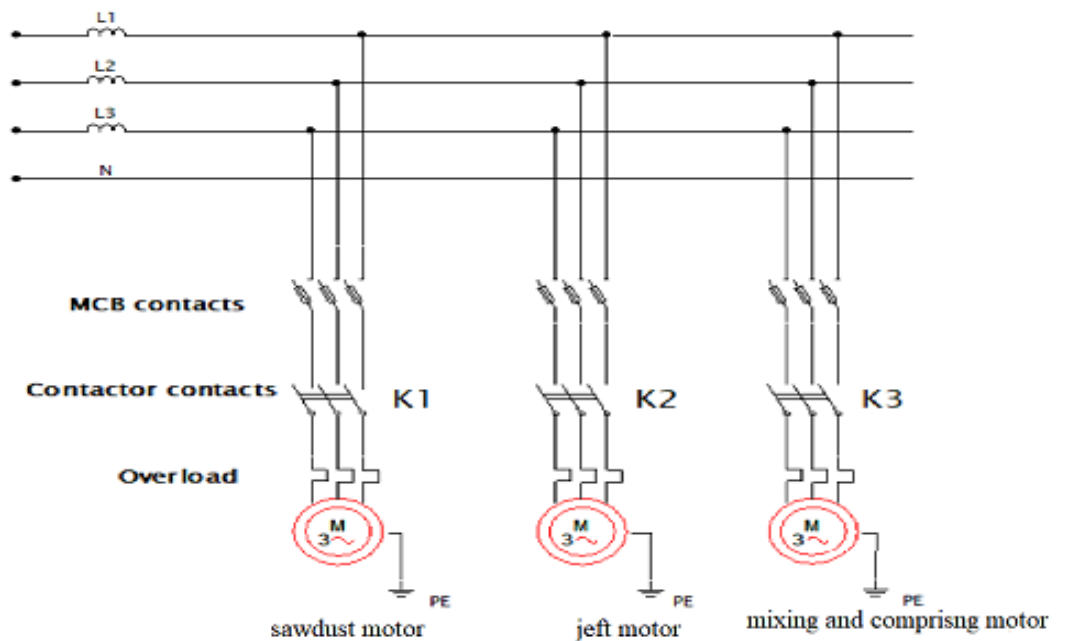 L1
L2
L3
N
MCB contacts
Contactor contacts K1 K2 K3
Overload
M
3
M
3
M
3
PE
PE
PE
sawdust motor jeft motor mixing and comprisng motor